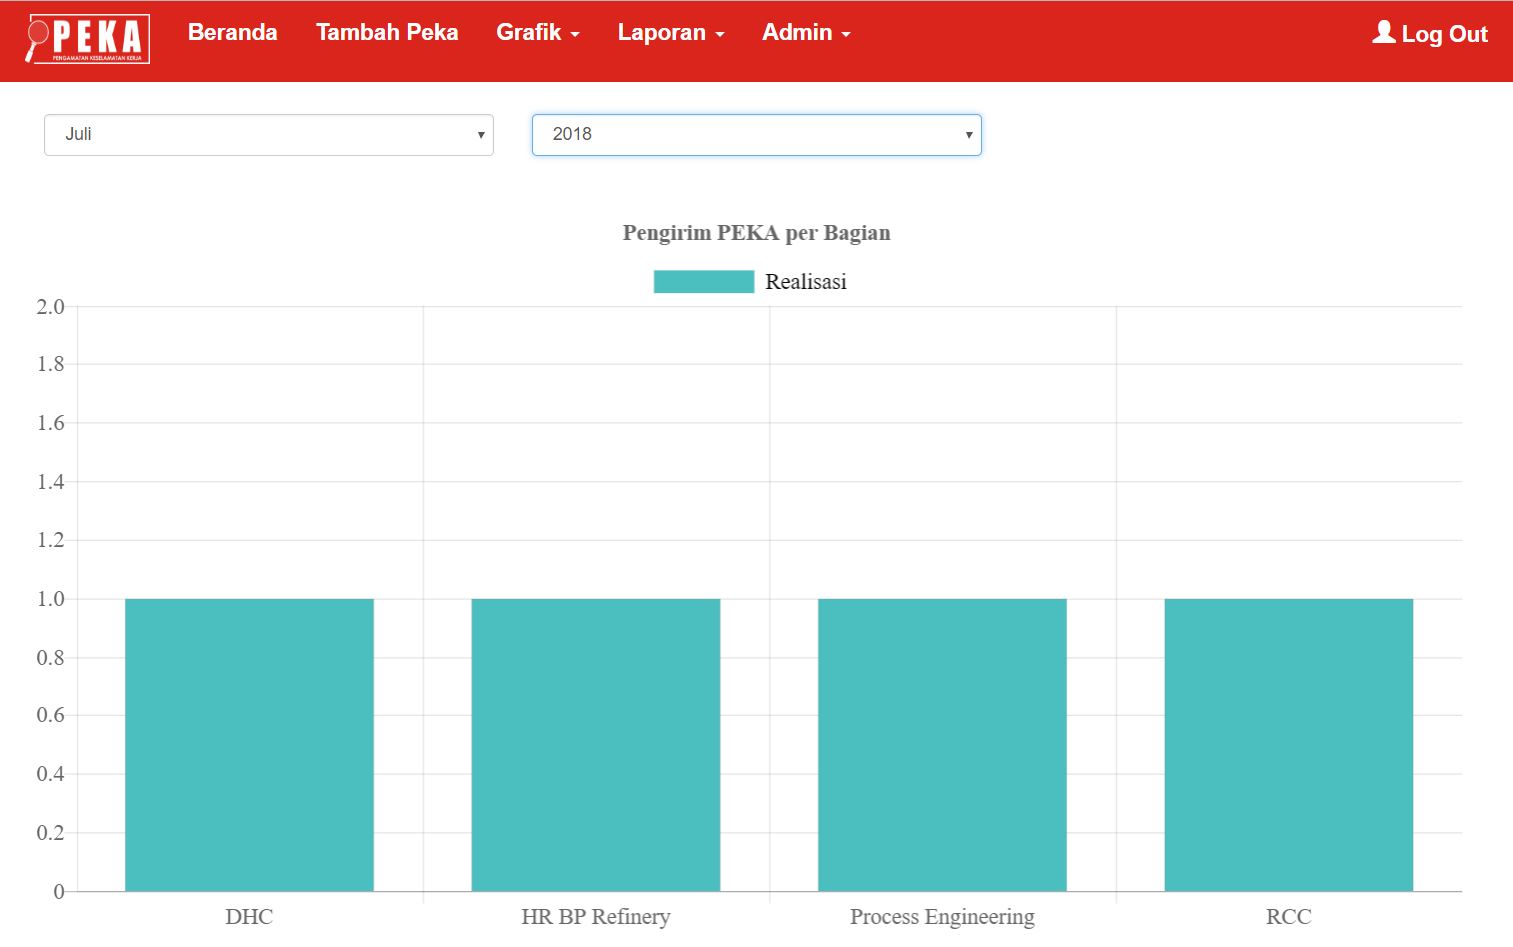 PEKA
PENGAMATAN KESELAMATAN KERJA
Beranda
Tambah Peka
Grafik
Laporan
Admin
Log Out
Juli
2018
Pengirim PEKA per Bagian
Realisasi
2.0
1.8
1.6
1.4
1.2
1.0
0.8
0.6
0.4
0.2
0
DHC
HR BP Refinery
Process Engineering
RCC